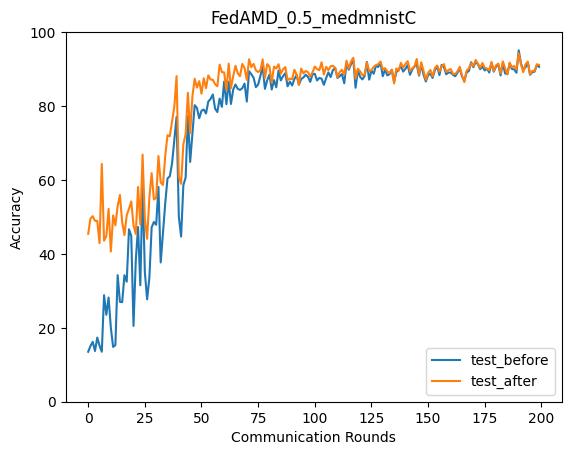 FedAMD_0.5_medmnistC
Accuracy
100
80
60
40
20
0
0 25 50 75 100 125 150 175 200
Communication Rounds
test_before
test_after